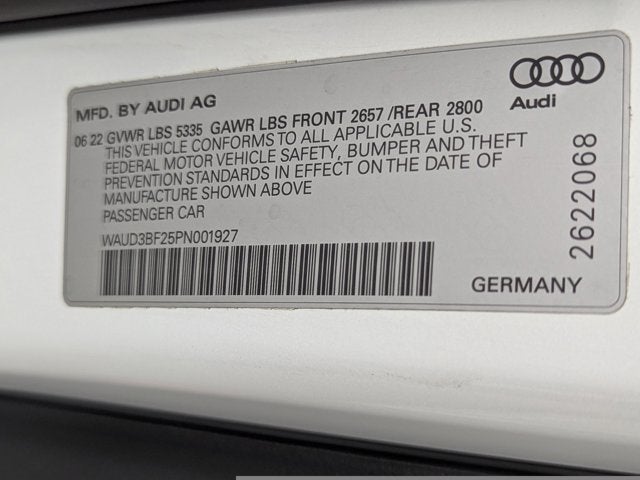 MFD. BY AUDI AG
06 22 GVWR LBS 5335 GAWR LBS FRONT 2657 /REAR 2800
THIS VEHICLE CONFORMS TO ALL APPLICABLE U.S.
FEDERAL MOTOR VEHICLE SAFETY, BUMPER AND THEFT
PREVENTION STANDARDS IN EFFECT ON THE DATE OF
MANUFACTURE SHOWN ABOVE
PASSENGER CAR
WAUD3BF25PN001927
Audi
2622068
GERMANY